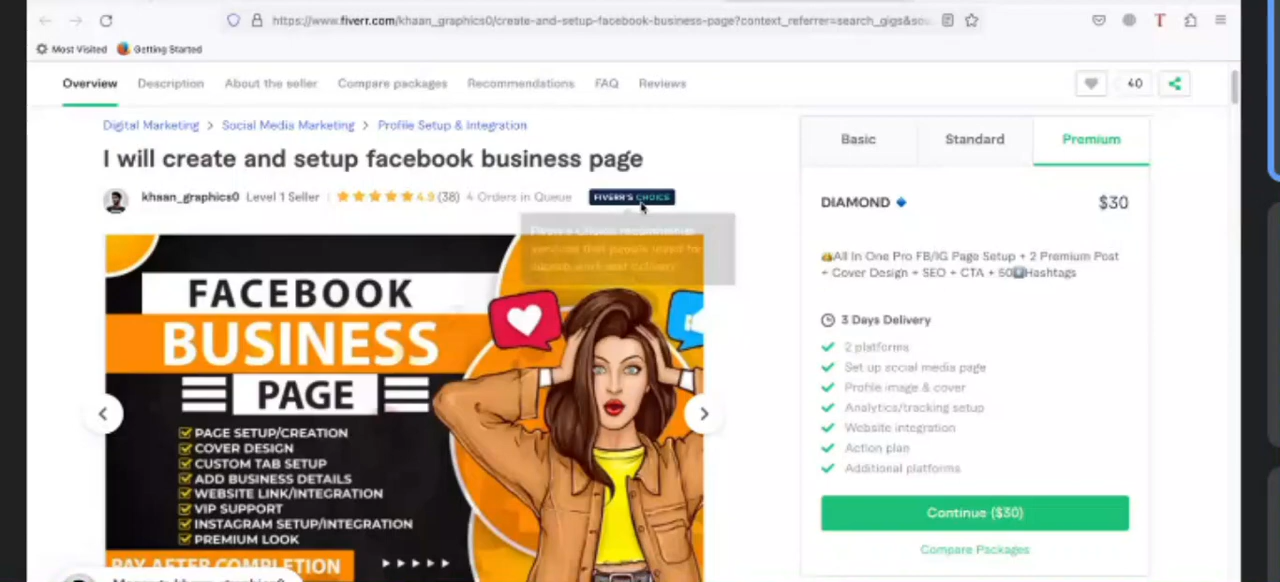 https://www.fiverr.com/khaan_graphics0/create-and-setup-facebook-business-page?context_referrer=search_gigs&sou
T
Most Visited Getting Started
Overview Description About the seller Compare packages Recommendations FAQ Reviews
40
Digital Marketing > Social Media Marketing > Profile Setup & Integration
I will create and setup facebook business page
khaan_graphics0 Level 1 Seller | 4.9 (38) 4 Orders in Queue FIVERR'S CHOICE
services that people loved for
FACEBOOK
BUSINESS
PAGE
PAGE SETUP/CREATION
COVER DESIGN
CUSTOM TAB SETUP
ADD BUSINESS DETAILS
WEBSITE LINK/INTEGRATION
VIP SUPPORT
INSTAGRAM SETUP/INTEGRATION
PREMIUM LOOK
PAY AFTER COMPLETION
Basic Standard Premium
DIAMOND $30
All In One Pro FB/IG Page Setup + 2 Premium Post
+ Cover Design + SEO + CTA + 50 Hashtags
3 Days Delivery
2 platforms
Set up social media page
Profile image & cover
Analytics/tracking setup
Website integration
Action plan
Additional platforms
Continue ($30)
Compare Packages